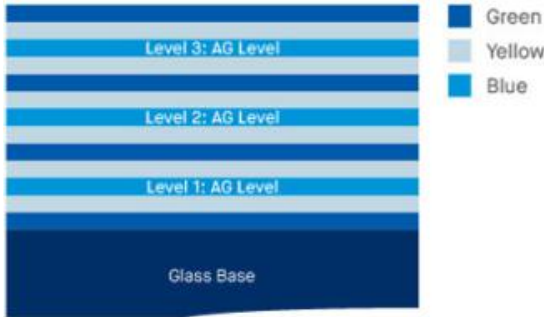 Level 3: AG Level
Level 2: AG Level
Level 1: AG Level
Glass Base
Green
Yellow
Blue